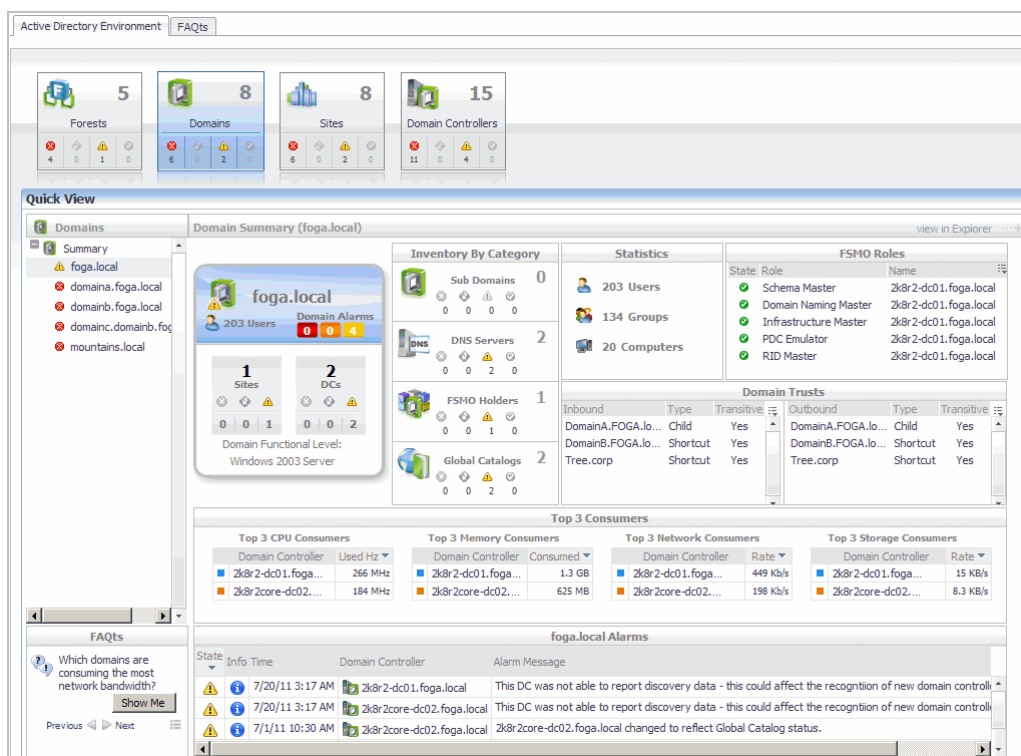 Active Directory Environment FAQts
5 8 8 15
Forests Domains Sites Domain Controllers
4 0 1 0 6 0 2 0 6 0 2 0 11 0 4 0
Quick View
Domains
Summary
foga.local
domaina.foga.local
domainb.foga.local
domainc.domainb.fog
mountains.local
Domain Summary (foga.local) view in Explorer
foga.local
203 Users
Domain Alarms
0 0 4
1 2
Sites DCs
0 0 1 0 0 2
Domain Functional Level:
Windows 2003 Server
Inventory By Category
Sub Domains 0
0 0 0 0
DNS
DNS Servers 2
0 0 2 0
FSMO Holders 1
0 0 1 0
Global Catalogs 2
0 0 2 0
Statistics
203 Users
134 Groups
20 Computers
FSMO Roles
State Role Name
Schema Master 2k8r2-dc01.foga.local
Domain Naming Master 2k8r2-dc01.foga.local
Infrastructure Master 2k8r2-dc01.foga.local
PDC Emulator 2k8r2-dc01.foga.local
RID Master 2k8r2-dc01.foga.local
Domain Trusts
Inbound Type Transitive Outbound Type Transitive
DomainA.FOGA.lo... Child Yes DomainA.FOGA.lo... Child Yes
DomainB.FOGA.lo... Shortcut Yes DomainB.FOGA.lo... Shortcut Yes
Tree.corp Shortcut Yes Tree.corp Shortcut Yes
Top 3 Consumers
Top 3 CPU Consumers Top 3 Memory Consumers Top 3 Network Consumers Top 3 Storage Consumers
Domain Controller Used Hz Domain Controller Consumed Domain Controller Rate Domain Controller Rate
2k8r2-dc01.foga... 266 MHz 2k8r2-dc01.foga... 1.3 GB 2k8r2-dc01.foga... 449 Kb/s 2k8r2-dc01.foga... 15 KB/s
2k8r2core-dc02.... 184 MHz 2k8r2core-dc02.... 625 MB 2k8r2core-dc02.... 198 Kb/s 2k8r2core-dc02.... 8.3 KB/s
FAQts
Which domains are
consuming the most
network bandwidth?
Show Me
Previous Next
foga.local Alarms
State Info Time Domain Controller Alarm Message
7/20/11 3:17 AM 2k8r2-dc01.foga.local This DC was not able to report discovery data - this could affect the recogntiion of new domain controll
7/20/11 3:17 AM 2k8r2core-dc02.foga.local This DC was not able to report discovery data - this could affect the recogntiion of new domain controll
7/1/11 10:30 AM 2k8r2core-dc02.foga.local 2k8r2core-dc02.foga.local changed to reflect Global Catalog status.